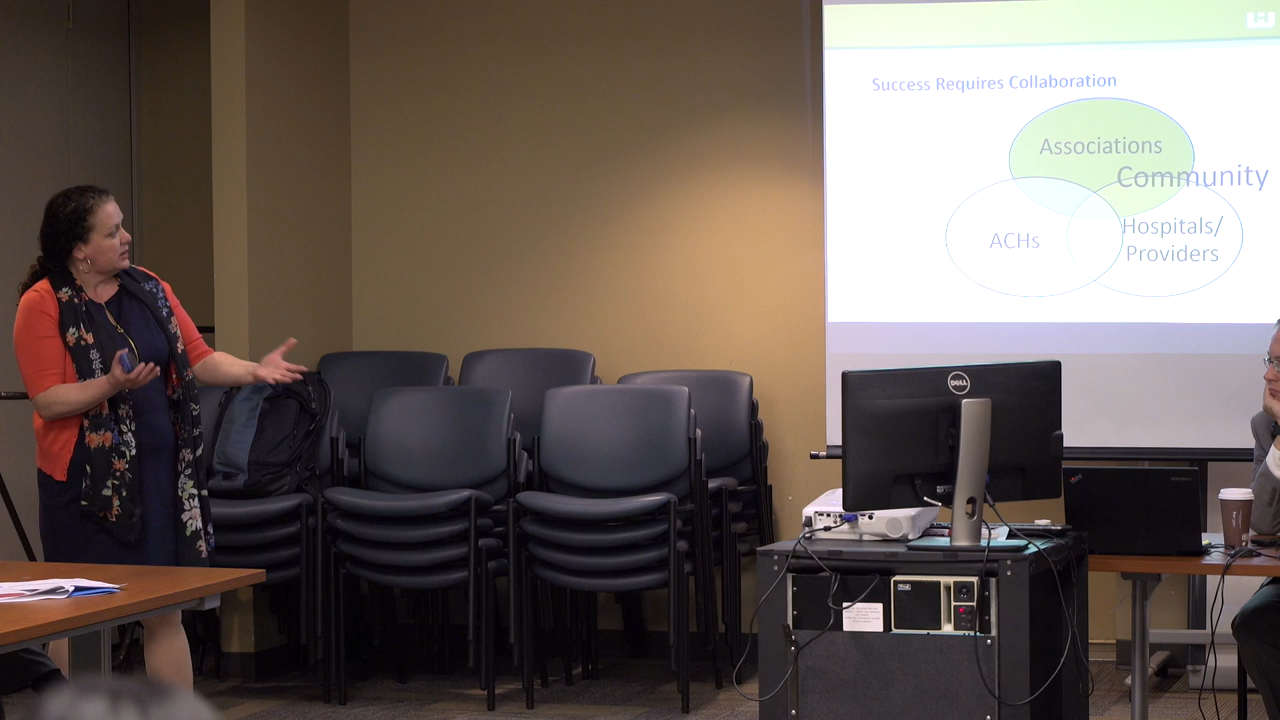 Success Requires Collaboration
Associations
Community
ACHs
Hospitals/
Providers
DELL